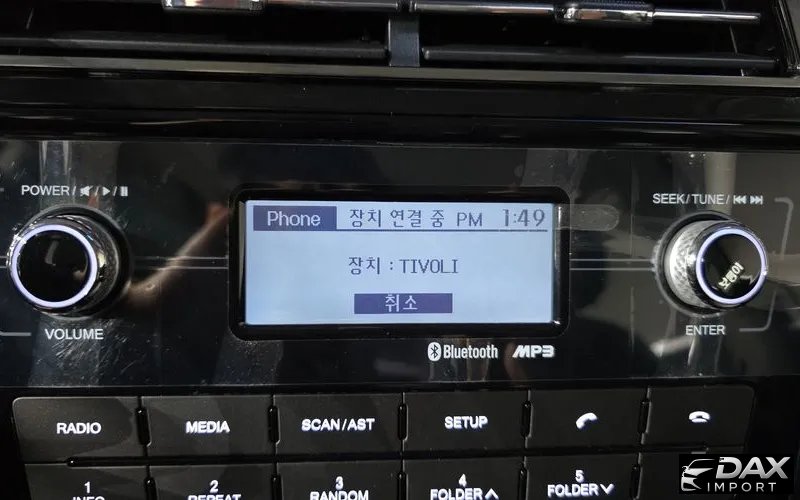 POWER / /
SEEK/TUNE/
Phone 장치 연결 중 PM 1:49
장치 : TIVOLI
취소
VOLUME
ENTER
Bluetooth MP3
RADIO MEDIA SCAN/AST SETUP
1 2 3 4 5
INFO REPEAT RANDOM FOLDER∧ FOLDER∨
DAX
IMPORT